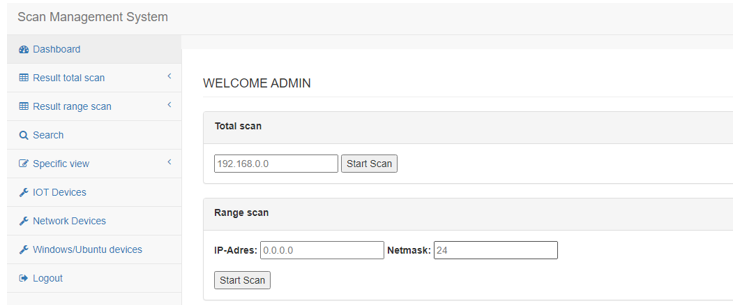 Scan Management System
Dashboard
Result total scan
Result range scan
Search
Specific view
IOT Devices
Network Devices
Windows/Ubuntu devices
Logout
WELCOME ADMIN
Total scan
192.168.0.0 Start Scan
Range scan
IP-Adres: 0.0.0.0 Netmask: 24
Start Scan